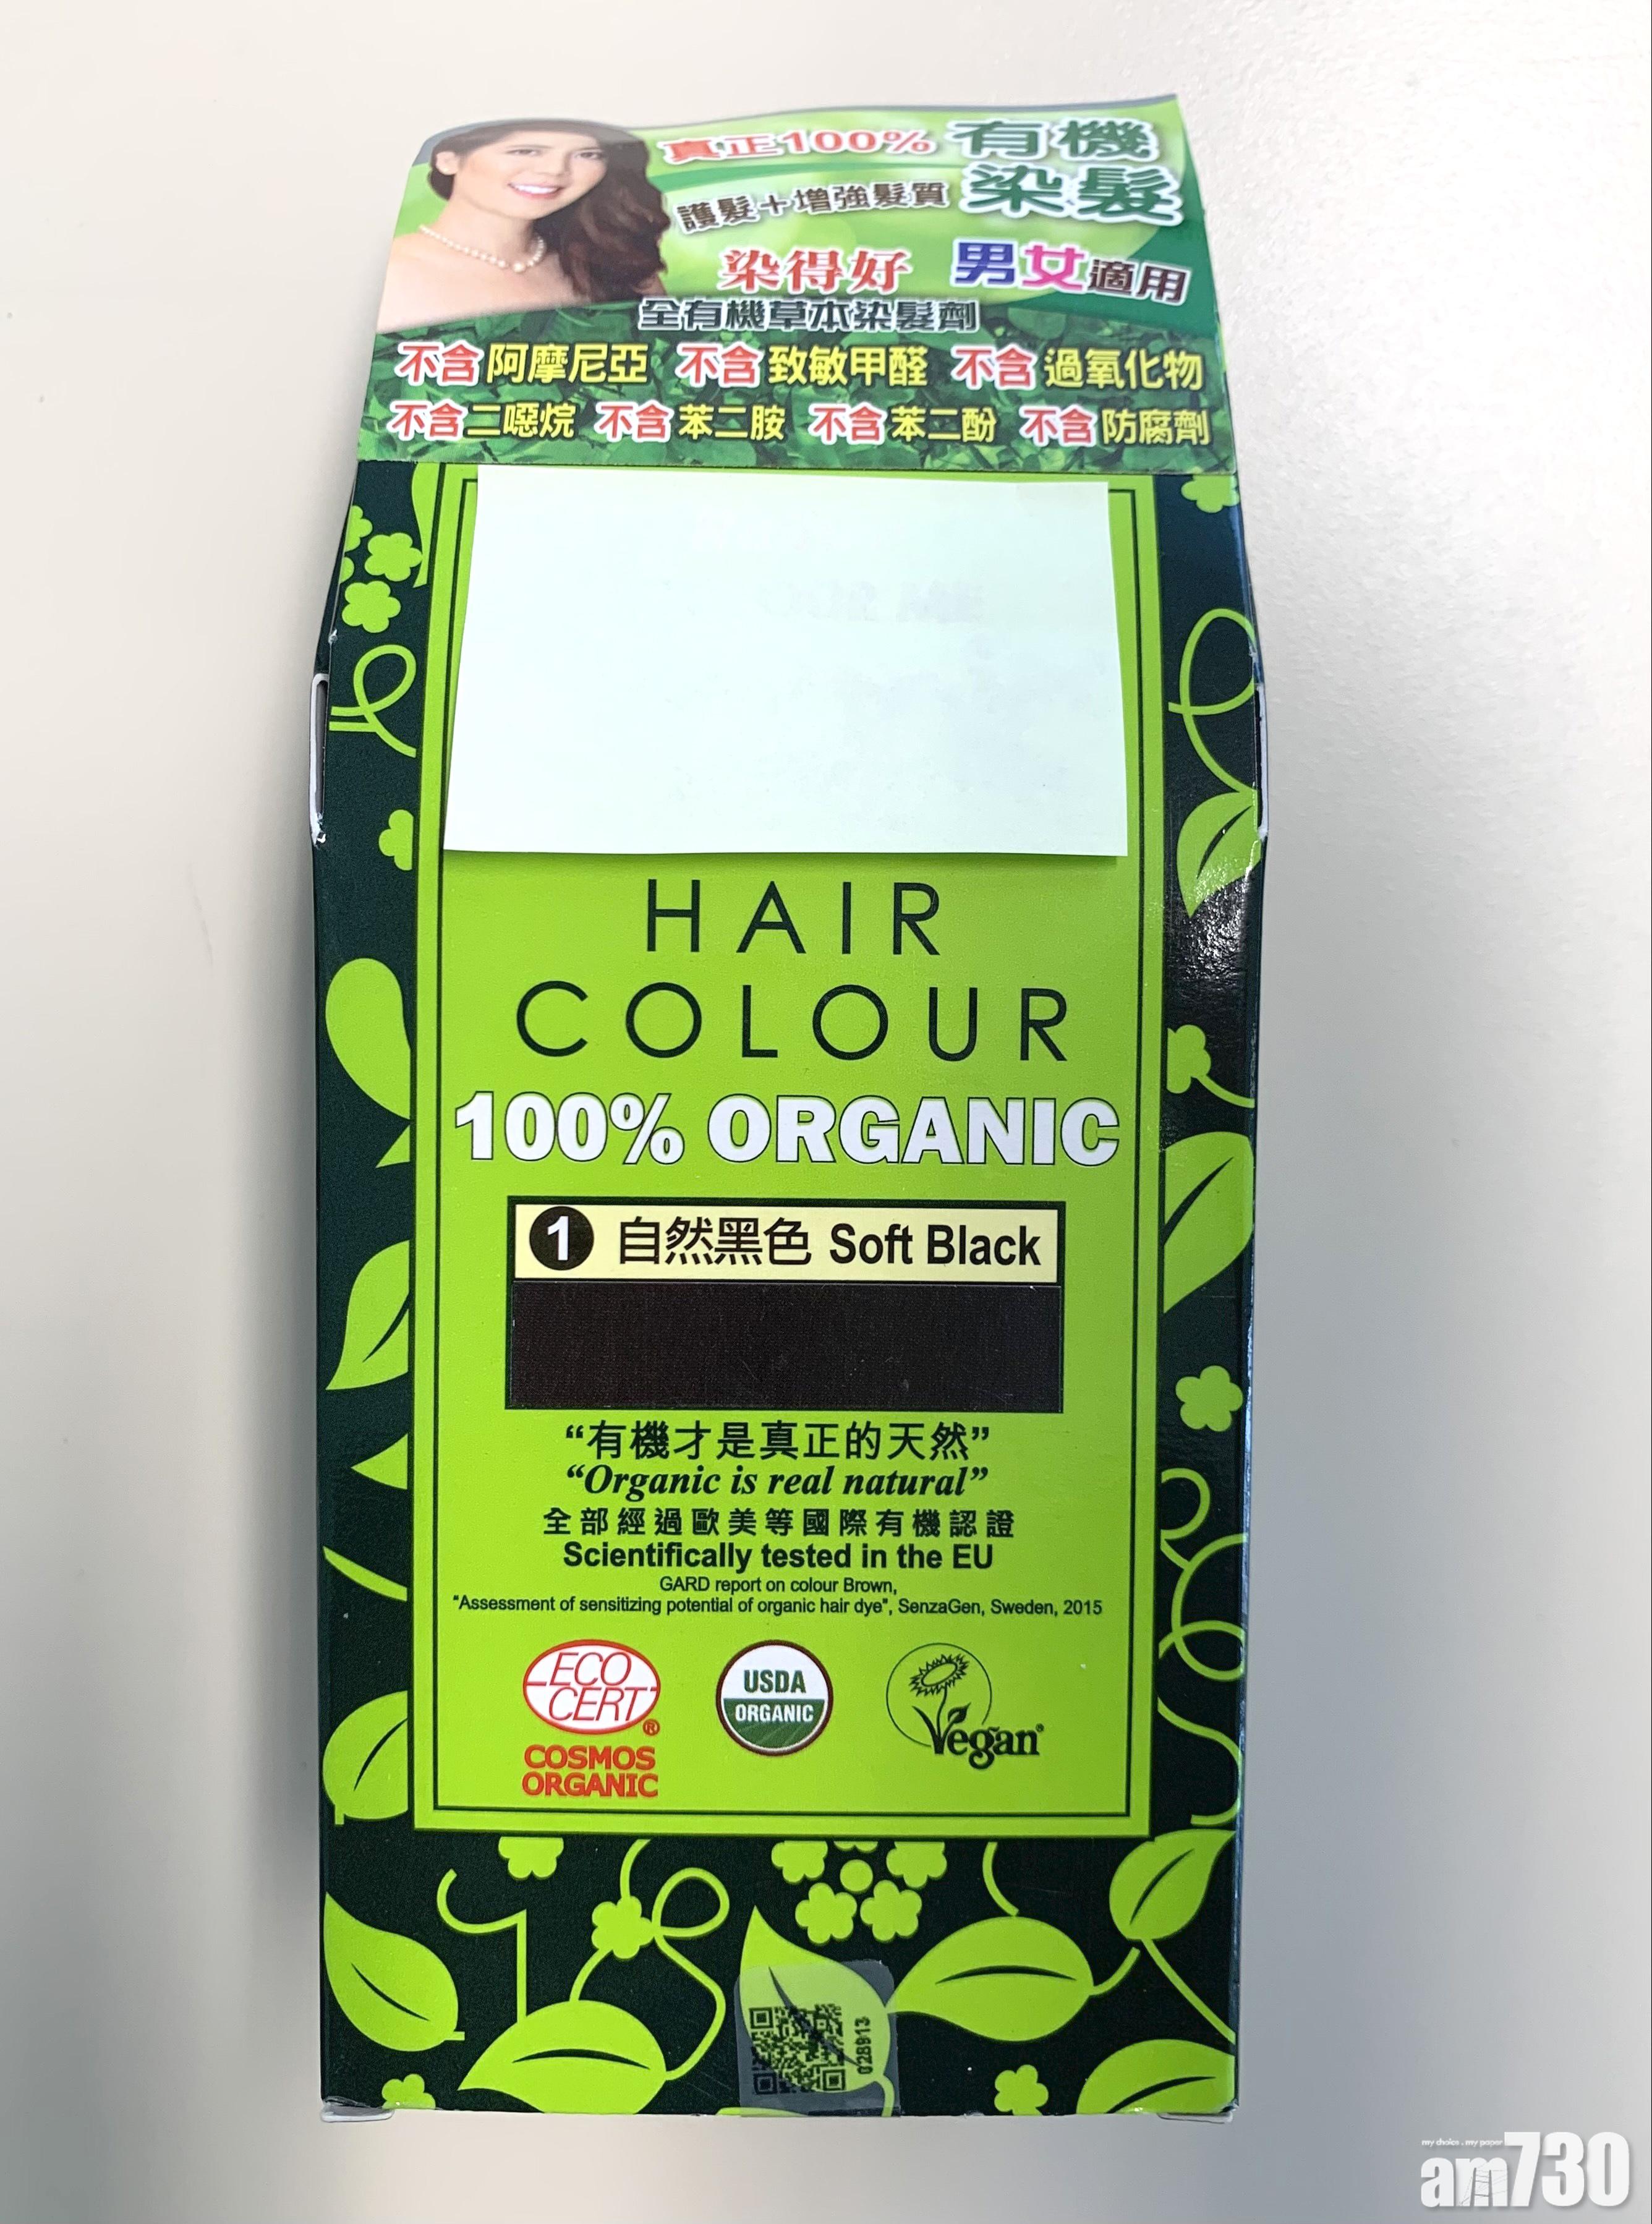 真正100% 有機
染髮
護髮＋增強髮質
染得好 男女適用
全有機草本染髮劑
不含阿摩尼亞 不含致敏甲醛 不含過氧化物
不含二噁烷 不含苯二胺 不含苯二酚 不含防腐劑
HAIR
COLOUR
100% ORGANIC
1 自然黑色 Soft Black
“有機才是真正的天然”
“Organic is real natural”
全部經過歐美等國際有機認證
Scientifically tested in the EU
GARD report on colour Brown,
"Assessment of sensitizing potential of organic hair dye", SenzaGen, Sweden, 2015
ECO
CERT®
COSMOS
ORGANIC
USDA
ORGANIC
Vegan®
028913
my choice . my paper
am730